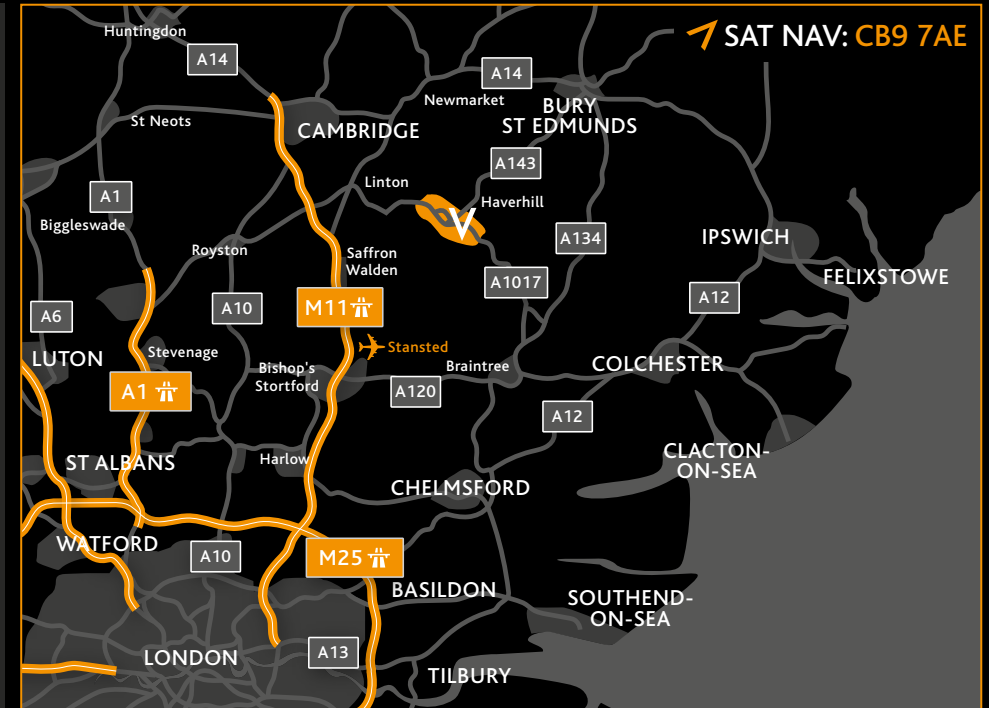 SAT NAV: CB9 7AE
Huntingdon
A14
A14
Newmarket
BURY
ST EDMUNDS
St Neots
CAMBRIDGE
A143
Linton
A1
Haverhill
V
Biggleswade
A134
IPSWICH
Royston
Saffron
Walden
FELIXSTOWE
A1017
A12
A6
A10
M11
Stansted
LUTON
Stevenage
Bishop's
Stortford
Braintree
COLCHESTER
A1
A120
A12
ST ALBANS
Harlow
CLACTON-
ON-SEA
CHELMSFORD
WATFORD
A10
M25
BASILDON
SOUTHEND-
ON-SEA
LONDON
A13
TILBURY